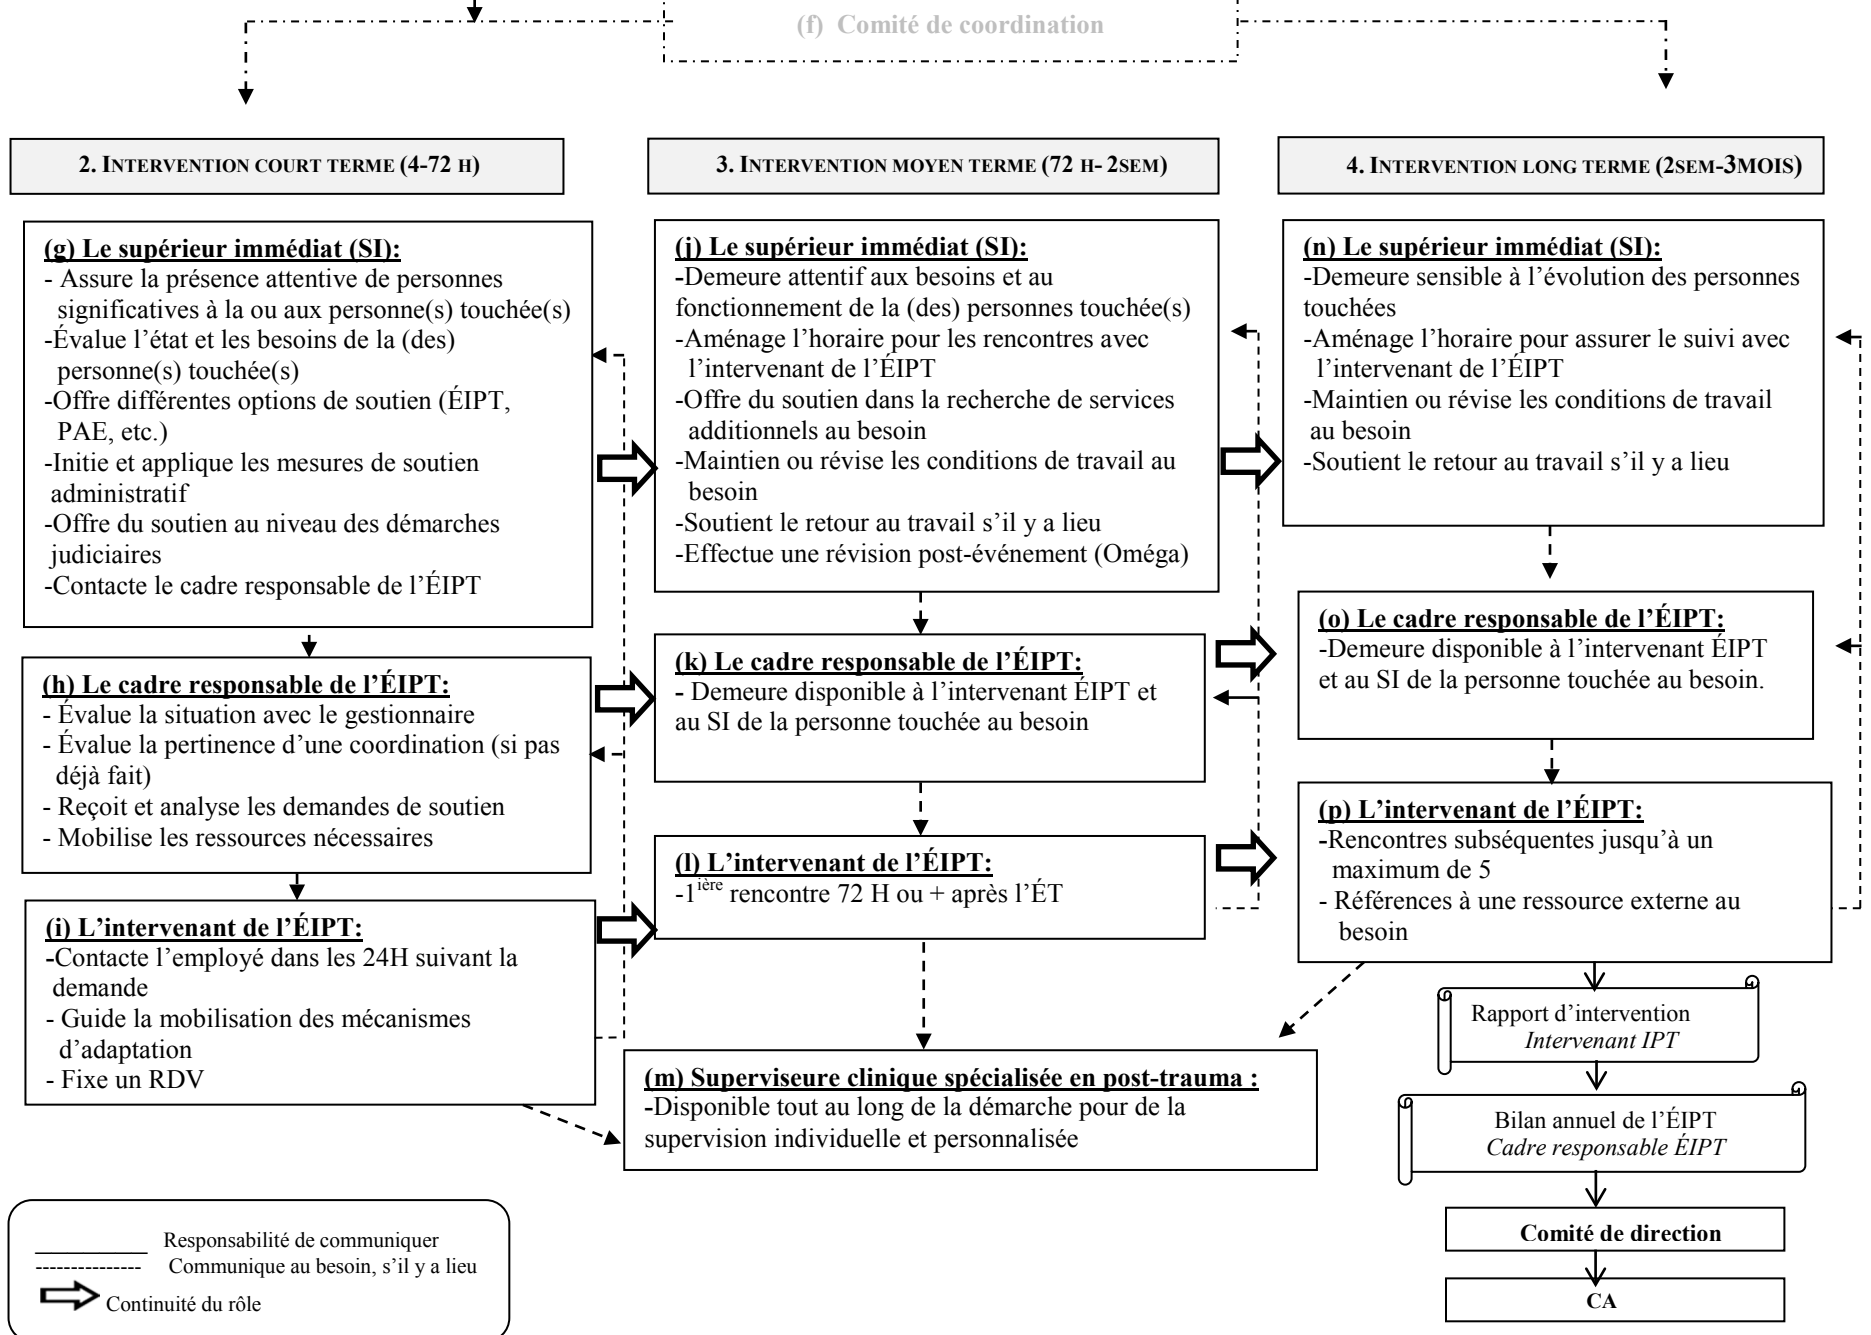 (f) Comité de coordination
2. INTERVENTION COURT TERME (4-72 H)
(g) Le supérieur immédiat (SI):
- Assure la présence attentive de personnes
significatives à la ou aux personne(s) touchée(s)
-Évalue l’état et les besoins de la (des)
personne(s) touchée(s)
-Offre différentes options de soutien (ÉIPT,
PAE, etc.)
-Initie et applique les mesures de soutien
administratif
-Offre du soutien au niveau des démarches
judiciaires
-Contacte le cadre responsable de l’ÉIPT
(h) Le cadre responsable de l’ÉIPT:
- Évalue la situation avec le gestionnaire
- Évalue la pertinence d’une coordination (si pas
déjà fait)
- Reçoit et analyse les demandes de soutien
- Mobilise les ressources nécessaires
(i) L’intervenant de l’ÉIPT:
-Contacte l’employé dans les 24H suivant la
demande
- Guide la mobilisation des mécanismes
d’adaptation
- Fixe un RDV
3. INTERVENTION MOYEN TERME (72 H- 2SEM)
(j) Le supérieur immédiat (SI):
-Demeure attentif aux besoins et au
fonctionnement de la (des) personnes touchée(s)
-Aménage l’horaire pour les rencontres avec
l’intervenant de l’ÉIPT
-Offre du soutien dans la recherche de services
additionnels au besoin
-Maintien ou révise les conditions de travail au
besoin
-Soutient le retour au travail s’il y a lieu
-Effectue une révision post-événement (Oméga)
(k) Le cadre responsable de l’ÉIPT:
- Demeure disponible à l’intervenant ÉIPT et
au SI de la personne touchée au besoin
(l) L’intervenant de l’ÉIPT:
-1ière rencontre 72 H ou + après l’ÉT
(m) Superviseure clinique spécialisée en post-trauma :
-Disponible tout au long de la démarche pour de la
supervision individuelle et personnalisée
4. INTERVENTION LONG TERME (2SEM-3MOIS)
(n) Le supérieur immédiat (SI):
-Demeure sensible à l’évolution des personnes
touchées
-Aménage l’horaire pour assurer le suivi avec
l’intervenant de l’ÉIPT
-Maintien ou révise les conditions de travail
au besoin
-Soutient le retour au travail s’il y a lieu
(o) Le cadre responsable de l’ÉIPT:
-Demeure disponible à l’intervenant ÉIPT
et au SI de la personne touchée au besoin.
(p) L’intervenant de l’ÉIPT:
-Rencontres subséquentes jusqu’à un
maximum de 5
- Références à une ressource externe au
besoin
Rapport d’intervention
Intervenant IPT
Bilan annuel de l’ÉIPT
Cadre responsable ÉIPT
Comité de direction
CA
Responsabilité de communiquer
Communique au besoin, s’il y a lieu
Continuité du rôle